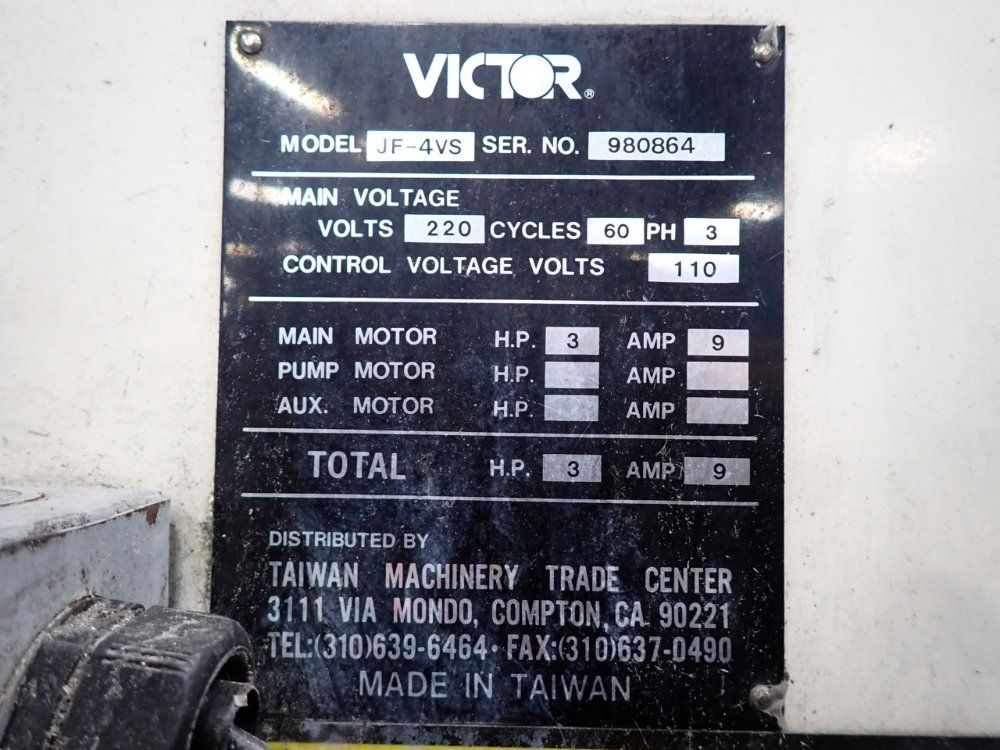 VICTOR®
MODEL JF-4VS SER. NO. 980864
MAIN VOLTAGE
VOLTS 220 CYCLES 60 PH 3
CONTROL VOLTAGE VOLTS 110
MAIN MOTOR H.P. 3 AMP 9
PUMP MOTOR H.P. AMP
AUX. MOTOR H.P. AMP
TOTAL H.P. 3 AMP 9
DISTRIBUTED BY
TAIWAN MACHINERY TRADE CENTER
3111 VIA MONDO, COMPTON, CA 90221
TEL:(310)639-6464 · FAX:(310)637-0490
MADE IN TAIWAN